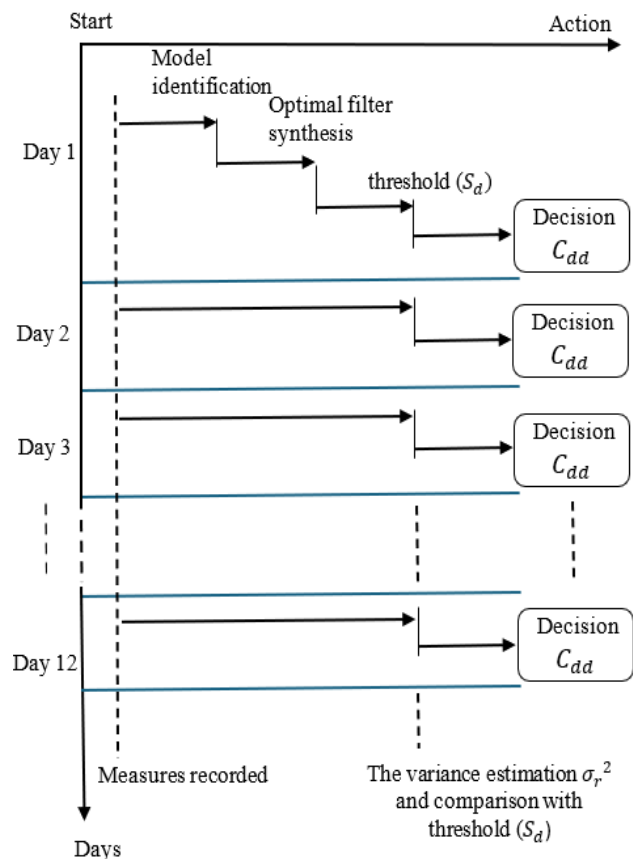 Start
Action
Model
identification
Optimal filter
synthesis
Day 1
threshold (S_d)
Decision
C_dd
Day 2
Decision
C_dd
Day 3
Decision
C_dd
Day 12
Decision
C_dd
Measures recorded
The variance estimation σ_r²
and comparison with
threshold (S_d)
Days